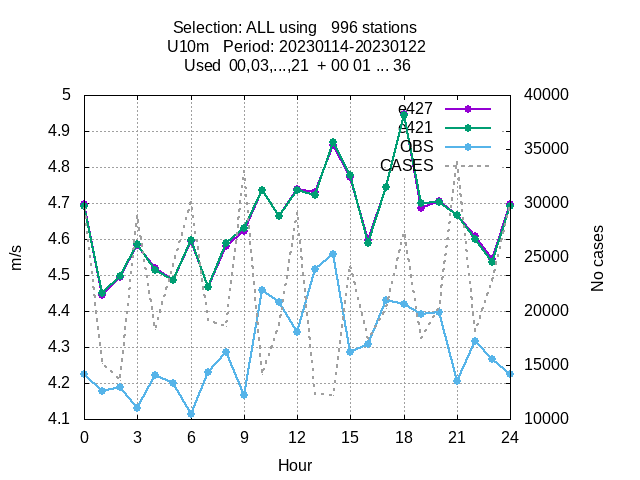 Selection: ALL using   996 stations
U10m   Period: 20230114-20230122
Used  00,03,...,21  + 00 01 ... 36
5 40000
4.9 e427
4.8 e421 35000
OBS
CASES
4.7 30000
4.6
4.5 25000
4.4 20000
4.3 15000
4.2
4.1 10000
m/s
No cases
0 3 6 9 12 15 18 21 24
Hour